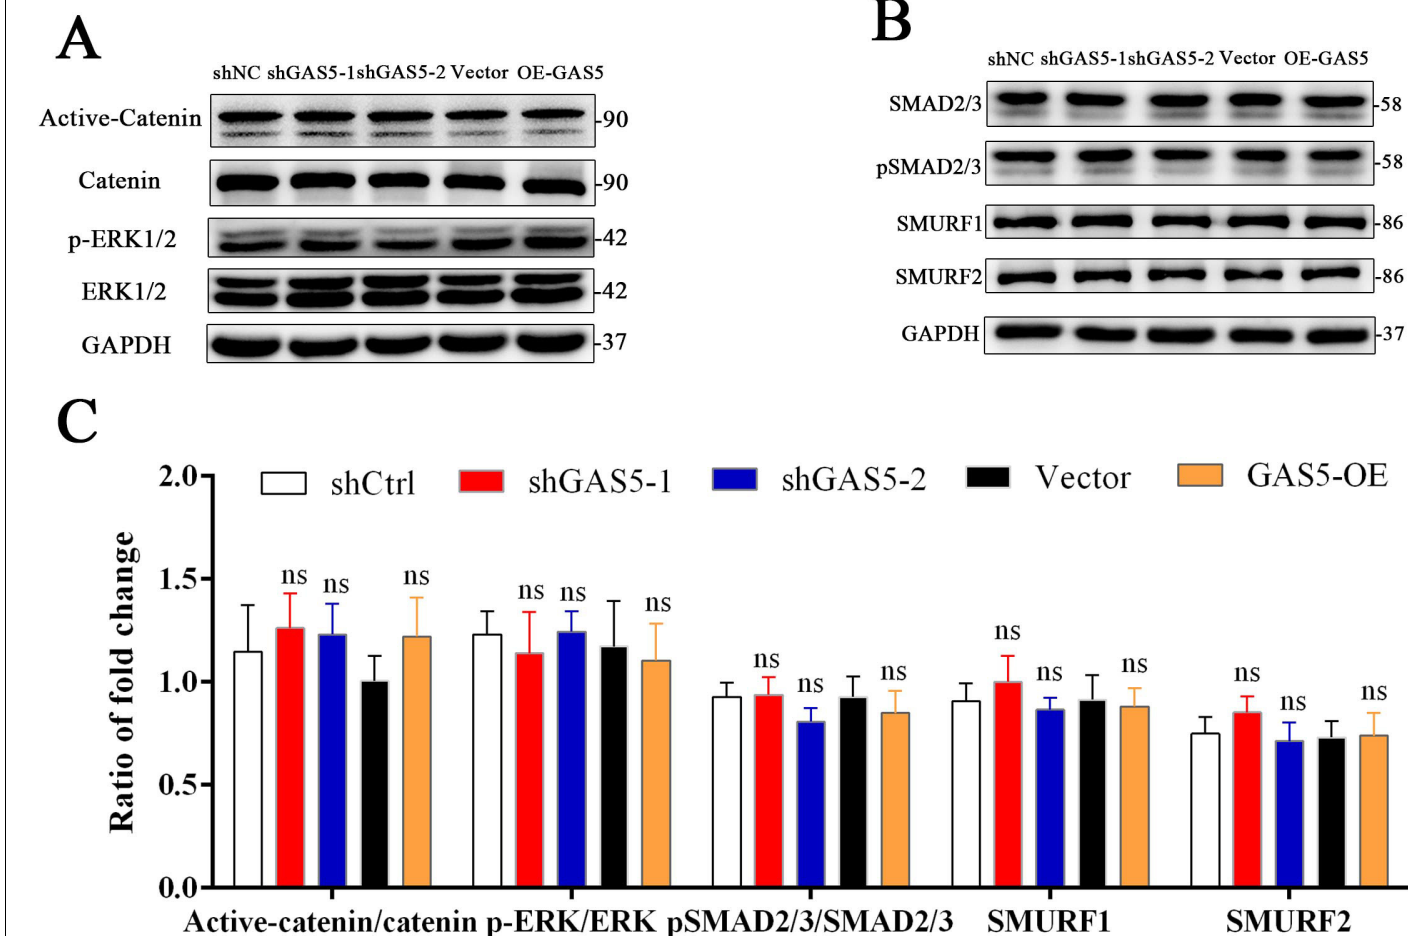 A
shNC shGAS5-1shGAS5-2 Vector OE-GAS5
Active-Catenin -90
Catenin -90
p-ERK1/2 -42
ERK1/2 -42
GAPDH -37
B
shNC shGAS5-1shGAS5-2 Vector OE-GAS5
SMAD2/3 -58
pSMAD2/3 -58
SMURF1 -86
SMURF2 -86
GAPDH -37
C
shCtrl shGAS5-1 shGAS5-2 Vector GAS5-OE
Ratio of fold change
2.0
1.5
1.0
0.5
0.0
ns ns ns
ns ns ns
ns ns ns
ns ns ns
ns ns ns
Active-catenin/catenin p-ERK/ERK pSMAD2/3/SMAD2/3 SMURF1 SMURF2